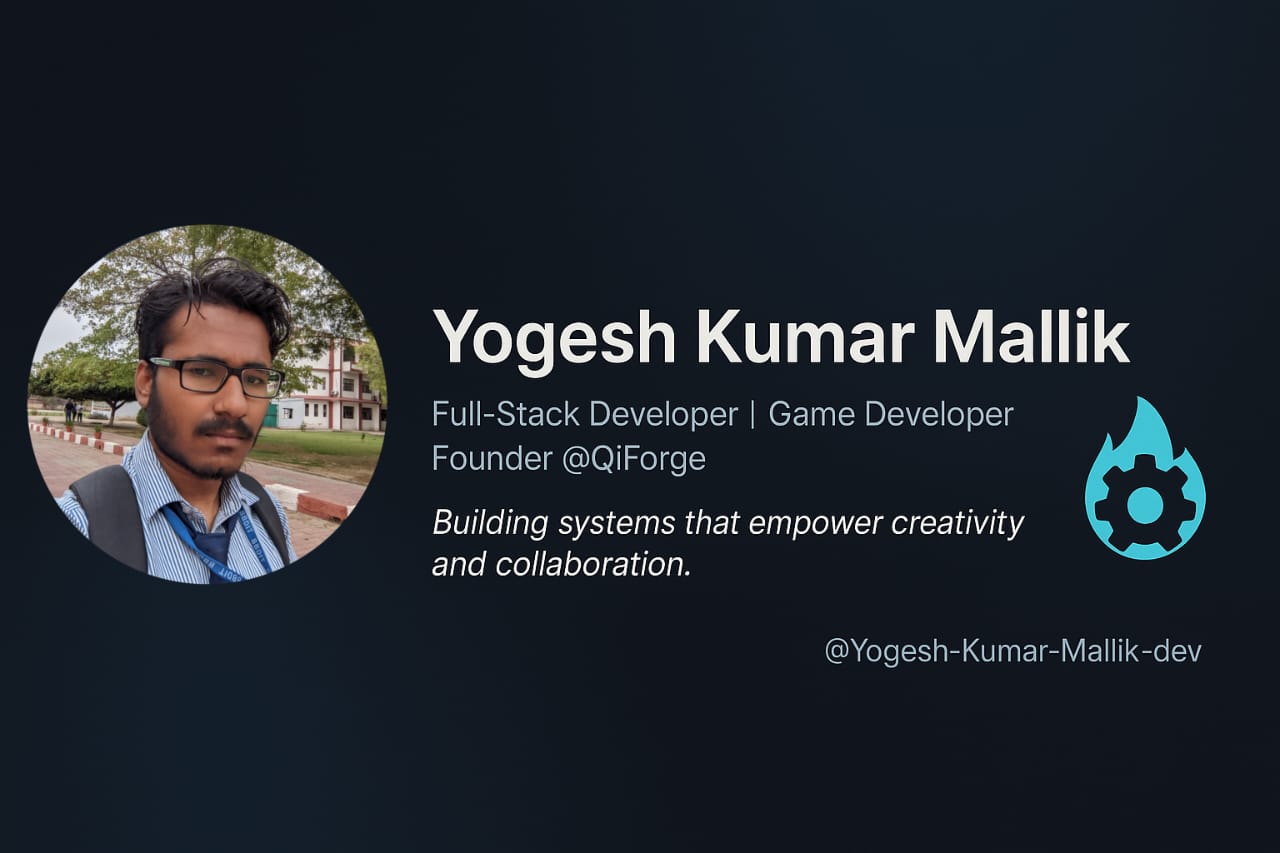 Yogesh Kumar Mallik
Full-Stack Developer | Game Developer
Founder @QiForge
Building systems that empower creativity
and collaboration.
@Yogesh-Kumar-Mallik-dev